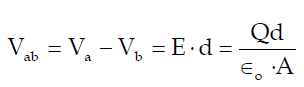 V_ab = V_a − V_b = E · d = Qd / ∈_o ·A